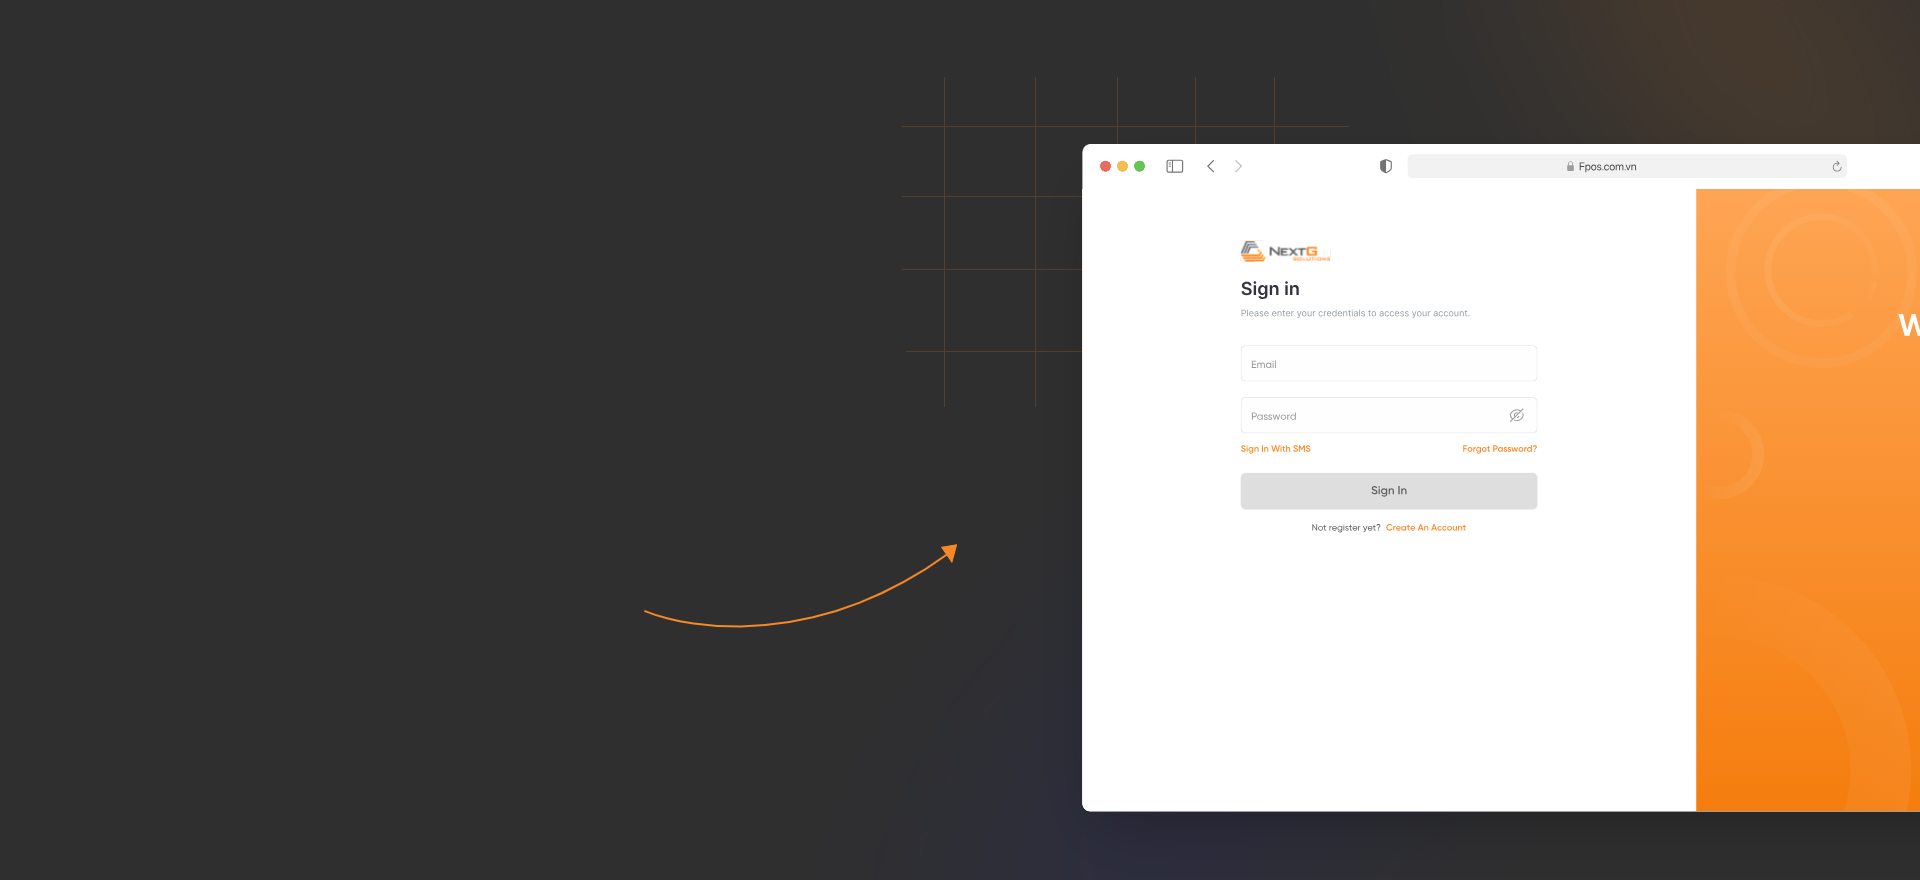 Fpos.com.vn
NEXTG
SOLUTIONS
Sign in
Please enter your credentials to access your account.
Email
Password
Sign In With SMS
Forgot Password?
Sign In
Not register yet? Create An Account